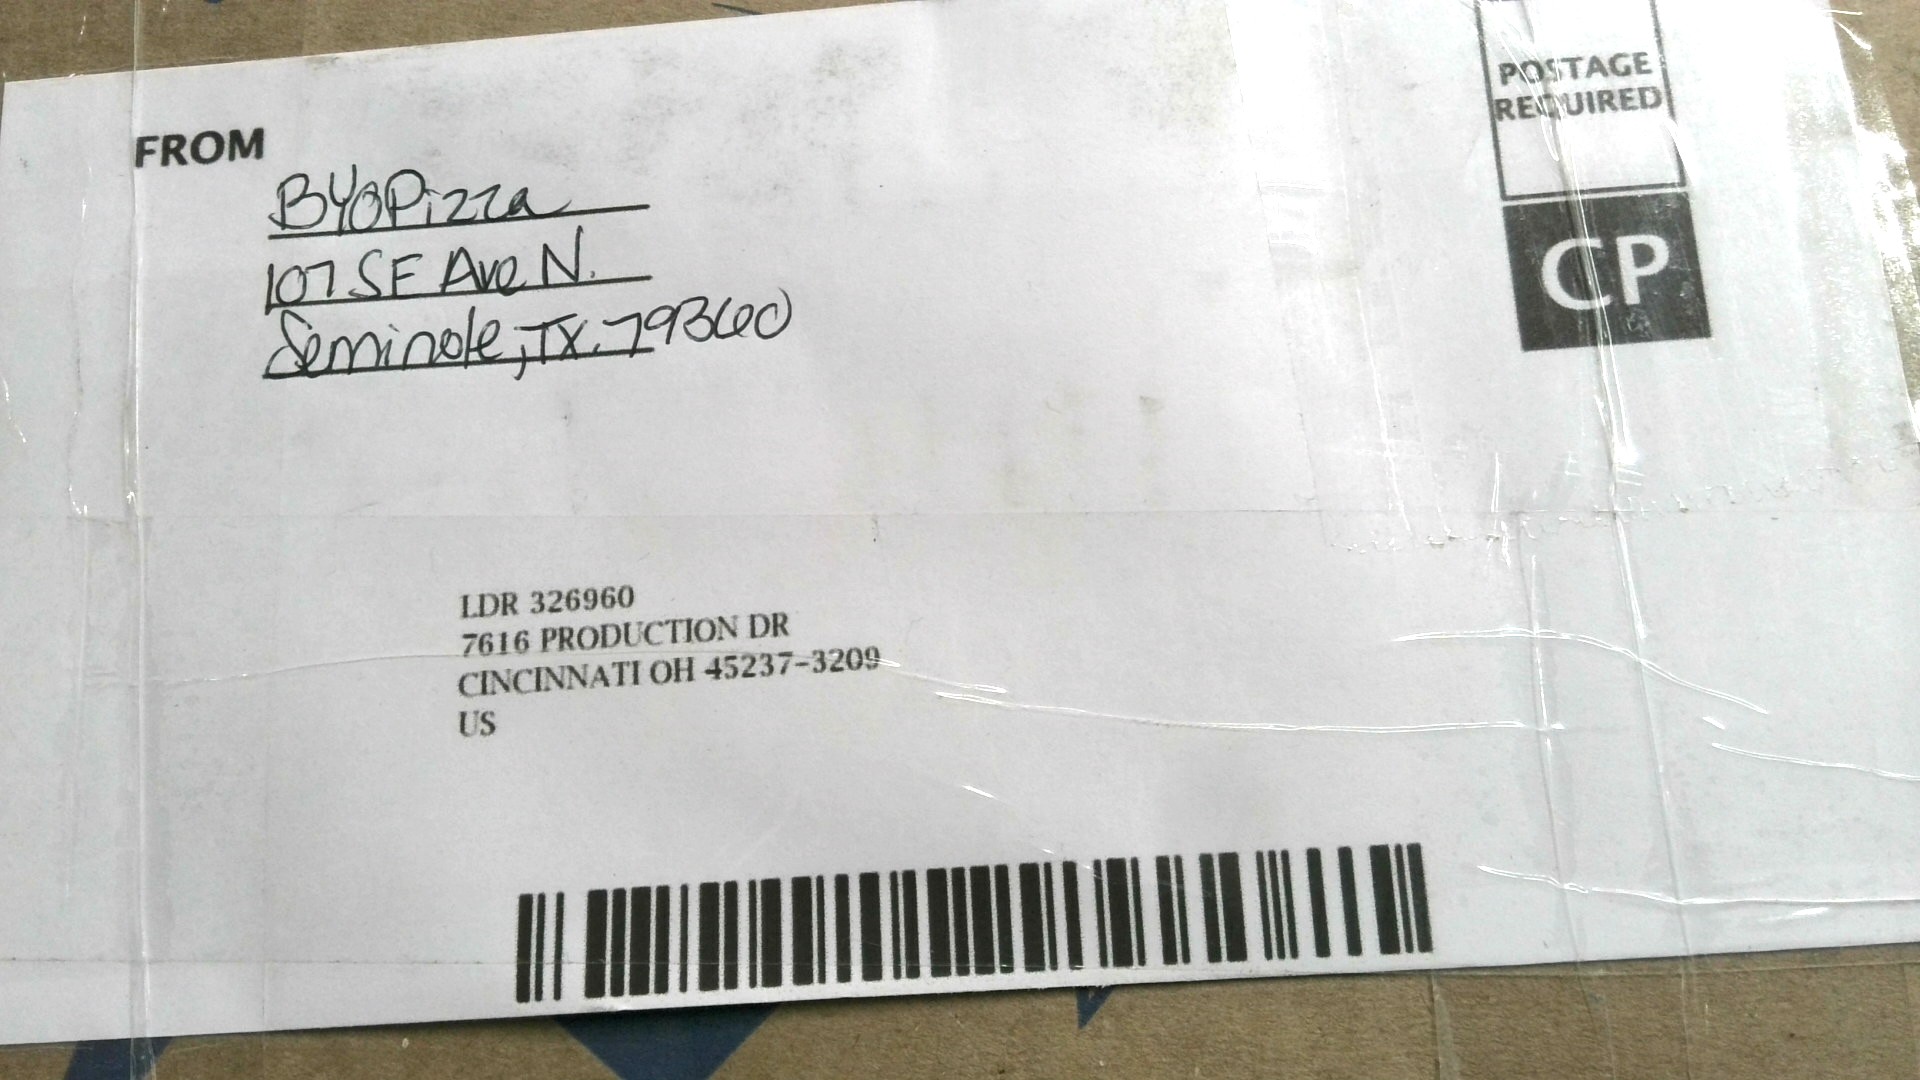 POSTAGE
REQUIRED
CP
FROM
BYOPizza
107 SE Ave N.
Seminole, TX. 79360
LDR 326960
7616 PRODUCTION DR
CINCINNATI OH 45237-3209
US